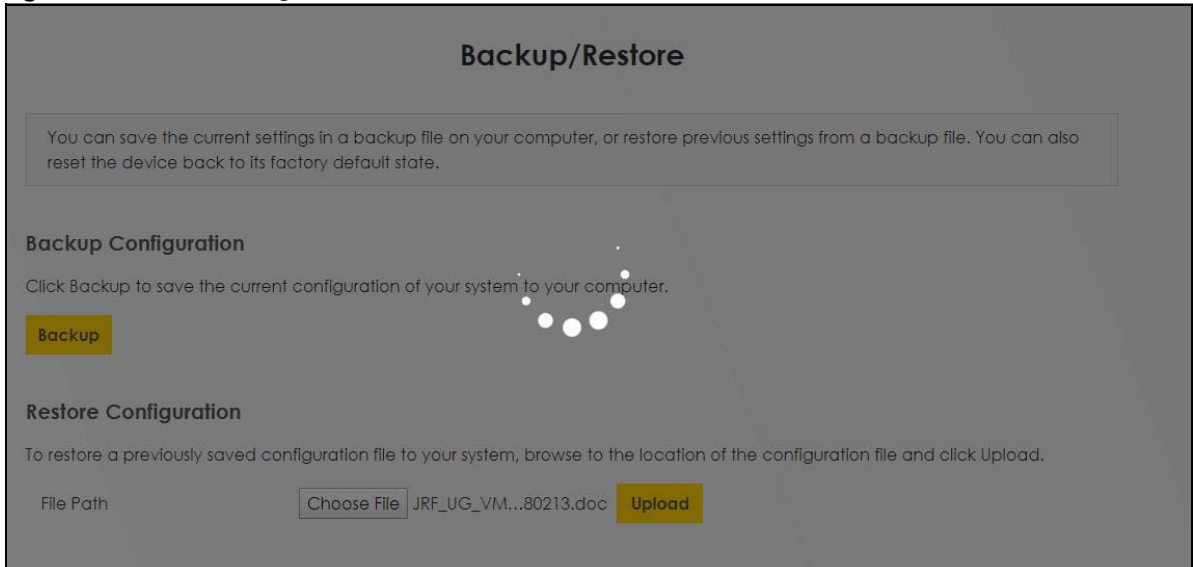 Backup/Restore
You can save the current settings in a backup file on your computer, or restore previous settings from a backup file. You can also
reset the device back to its factory default state.
Backup Configuration
Click Backup to save the current configuration of your system to your computer.
Backup
Restore Configuration
To restore a previously saved configuration file to your system, browse to the location of the configuration file and click Upload.
File Path Choose File JRF_UG_VM...80213.doc Upload